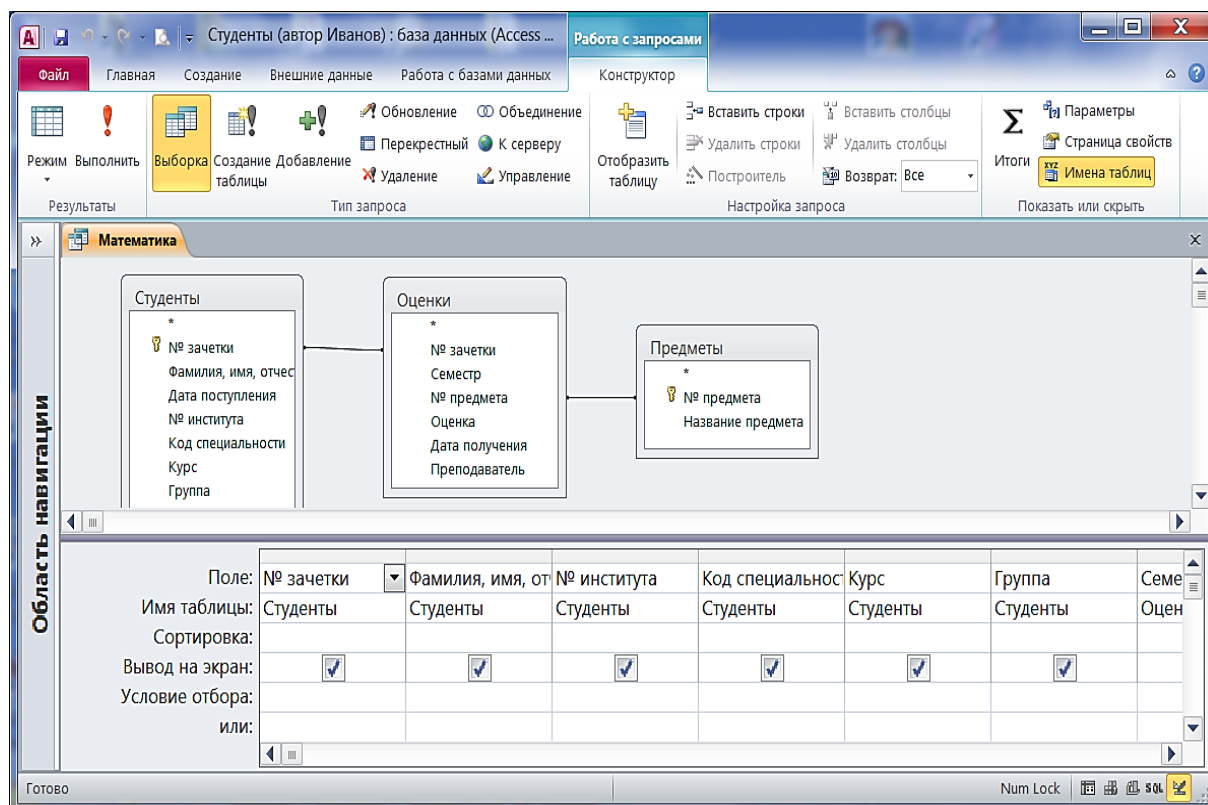 Студенты (автор Иванов) : база данных (Access ...
Работа с запросами
Файл Главная Создание Внешние данные Работа с базами данных Конструктор
Режим
Выполнить
Результаты
Выборка
Создание таблицы
Добавление
Обновление
Перекрестный
Удаление
Объединение
К серверу
Управление
Тип запроса
Отобразить таблицу
Вставить строки
Удалить строки
Построитель
Вставить столбцы
Удалить столбцы
Возврат: Все
Настройка запроса
Σ
Итоги
Параметры
Страница свойств
XYZ
Имена таблиц
Показать или скрыть
Математика
Область навигации
Студенты
*
№ зачетки
Фамилия, имя, отчес
Дата поступления
№ института
Код специальности
Курс
Группа
Оценки
*
№ зачетки
Семестр
№ предмета
Оценка
Дата получения
Преподаватель
Предметы
*
№ предмета
Название предмета
Поле: № зачетки Фамилия, имя, от № института Код специальност Курс Группа Семе
Имя таблицы: Студенты Студенты Студенты Студенты Студенты Студенты Оцен
Сортировка:
Вывод на экран:
Условие отбора:
или:
Готово
Num Lock
SQL